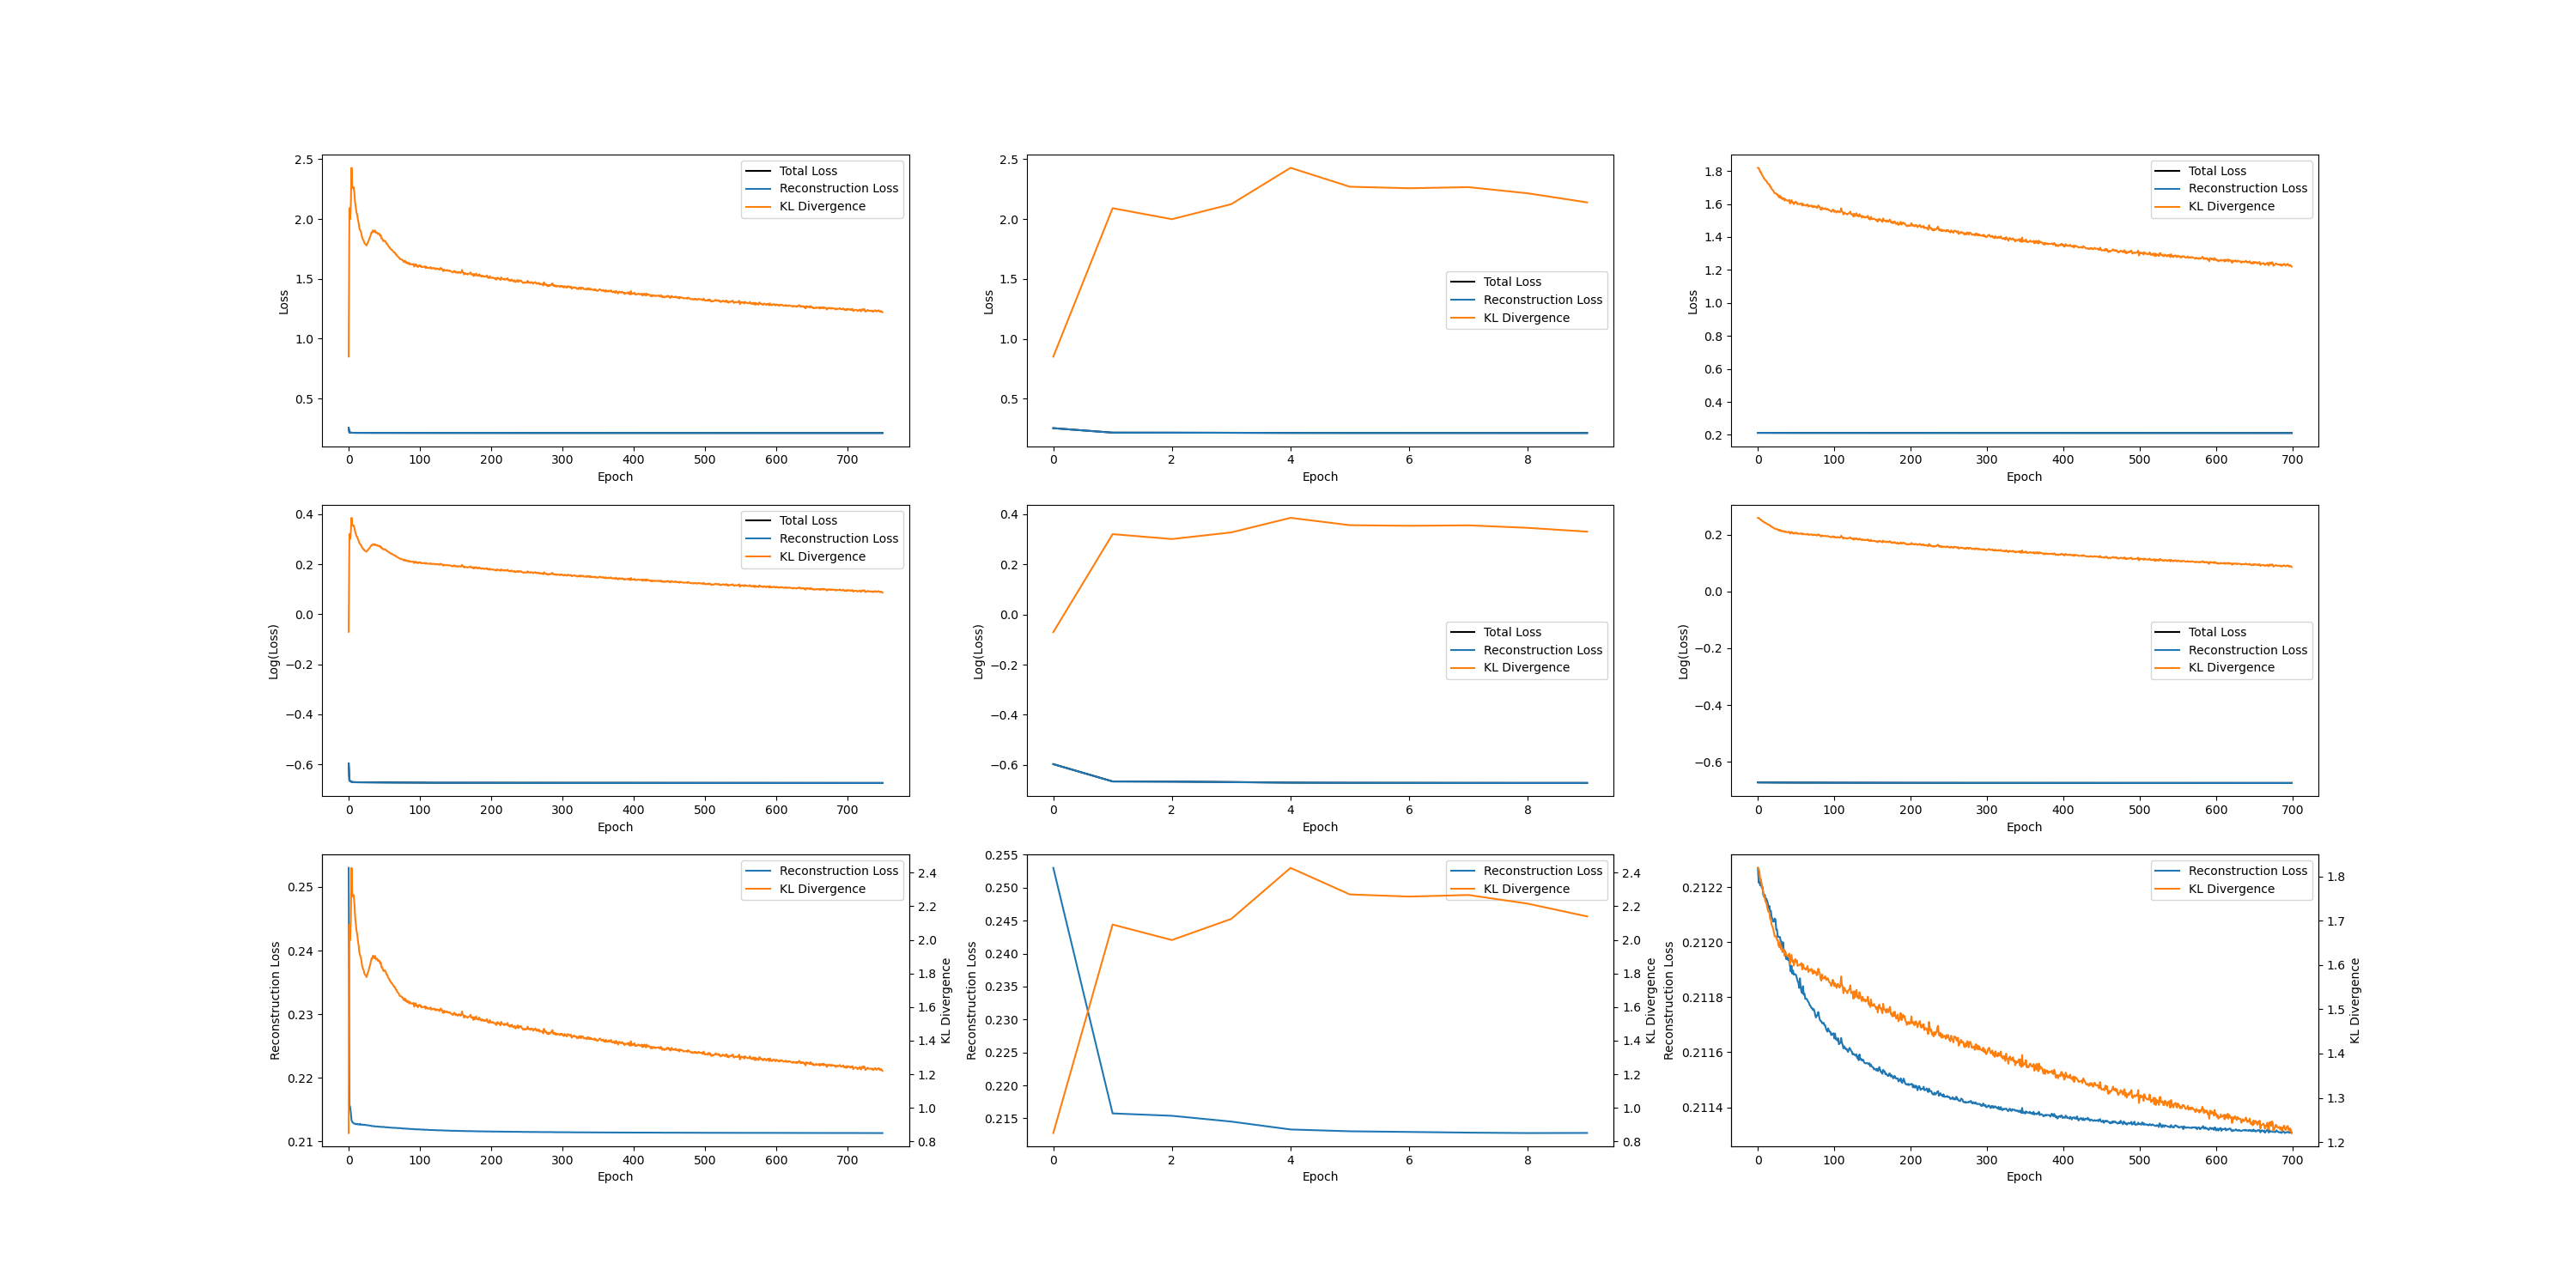 Loss
2.5
2.0
1.5
1.0
0.5
0 100 200 300 400 500 600 700
Epoch
Total Loss
Reconstruction Loss
KL Divergence
Loss
2.5
2.0
1.5
1.0
0.5
0 2 4 6 8
Epoch
Total Loss
Reconstruction Loss
KL Divergence
Loss
1.8
1.6
1.4
1.2
1.0
0.8
0.6
0.4
0.2
0 100 200 300 400 500 600 700
Epoch
Total Loss
Reconstruction Loss
KL Divergence
Log(Loss)
0.4
0.2
0.0
−0.2
−0.4
−0.6
0 100 200 300 400 500 600 700
Epoch
Total Loss
Reconstruction Loss
KL Divergence
Log(Loss)
0.4
0.2
0.0
−0.2
−0.4
−0.6
0 2 4 6 8
Epoch
Total Loss
Reconstruction Loss
KL Divergence
Log(Loss)
0.2
0.0
−0.2
−0.4
−0.6
0 100 200 300 400 500 600 700
Epoch
Total Loss
Reconstruction Loss
KL Divergence
Reconstruction Loss
0.25
0.24
0.23
0.22
0.21
0 100 200 300 400 500 600 700
Epoch
Reconstruction Loss
KL Divergence
2.4
2.2
2.0
1.8
1.6
1.4
1.2
1.0
0.8
KL Divergence
Reconstruction Loss
0.255
0.250
0.245
0.240
0.235
0.230
0.225
0.220
0.215
0 2 4 6 8
Epoch
Reconstruction Loss
KL Divergence
2.4
2.2
2.0
1.8
1.6
1.4
1.2
1.0
0.8
KL Divergence
Reconstruction Loss
0.2122
0.2120
0.2118
0.2116
0.2114
0 100 200 300 400 500 600 700
Epoch
Reconstruction Loss
KL Divergence
1.8
1.7
1.6
1.5
1.4
1.3
1.2
KL Divergence